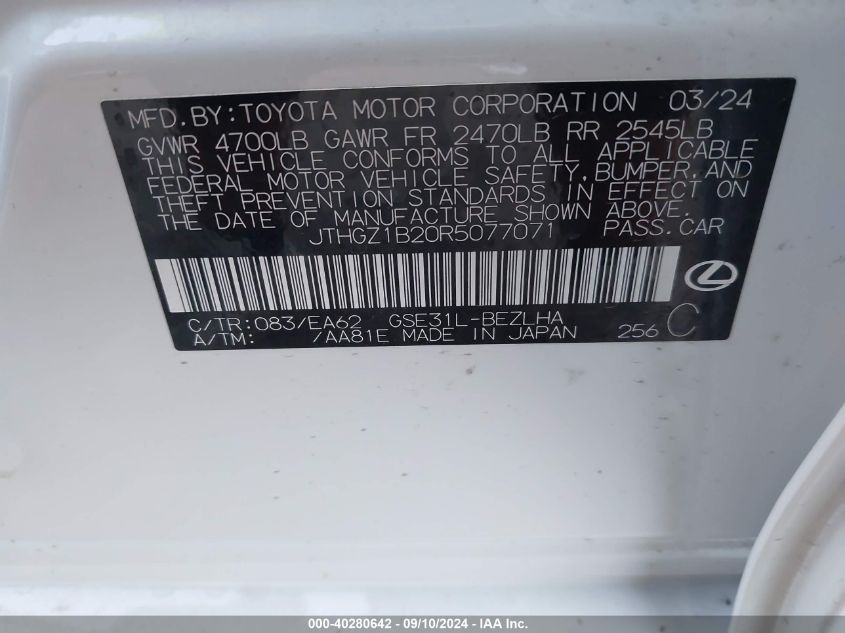 MFD.BY:TOYOTA MOTOR CORPORATION 03/24
GVWR 4700LB GAWR FR 2470LB RR 2545LB
THIS VEHICLE CONFORMS TO ALL APPLICABLE
FEDERAL MOTOR VEHICLE SAFETY,BUMPER,AND
THEFT PREVENTION STANDARDS IN EFFECT ON
THE DATE OF MANUFACTURE SHOWN ABOVE.
JTHGZ1B20R5077071 PASS.CAR
C/TR:083/EA62 GSE31L-BEZLHA
A/TM: /AA81E MADE IN JAPAN 256 C
000-40280642 - 09/10/2024 - IAA Inc.